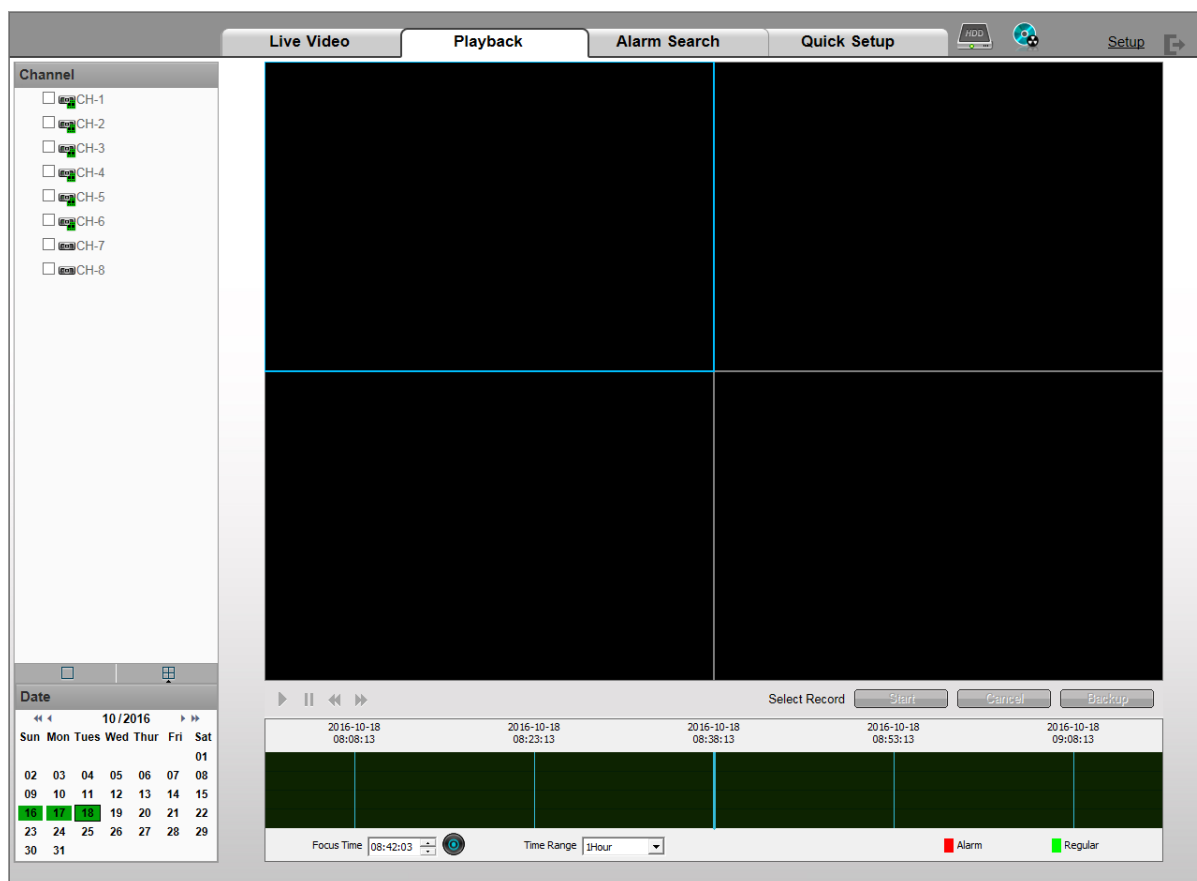 Live Video
Playback
Alarm Search
Quick Setup
HDD
Setup
Channel
CH-1
CH-2
CH-3
CH-4
CH-5
CH-6
CH-7
CH-8
Date
10/2016
Sun Mon Tues Wed Thur Fri Sat
01
02 03 04 05 06 07 08
09 10 11 12 13 14 15
16 17 18 19 20 21 22
23 24 25 26 27 28 29
30 31
Select Record Start Cancel Backup
2016-10-18 2016-10-18 2016-10-18 2016-10-18 2016-10-18
08:08:13 08:23:13 08:38:13 08:53:13 09:08:13
Focus Time 08:42:03 Time Range 1Hour Alarm Regular